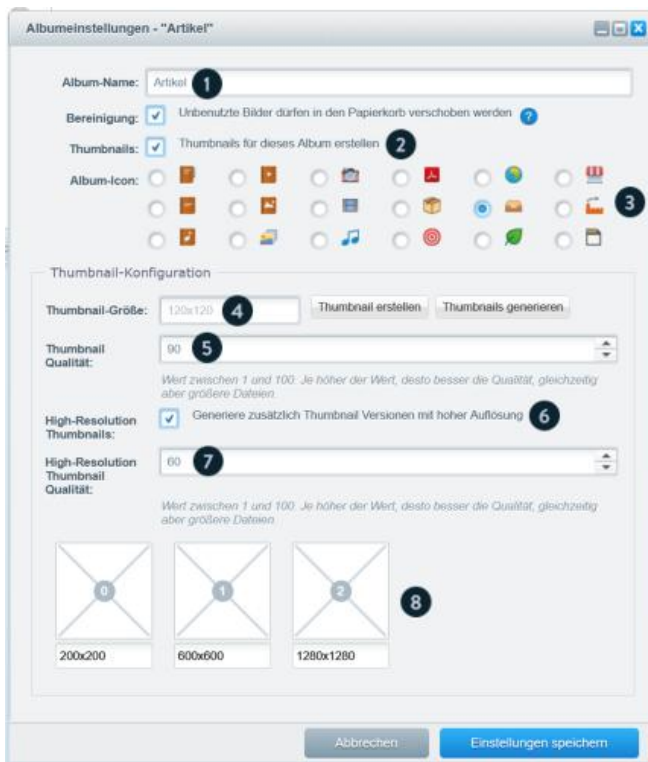 Albumeinstellungen - "Artikel"
Album-Name: Artikel 1
Bereinigung: Unbenutzte Bilder dürfen in den Papierkorb verschoben werden ?
Thumbnails: Thumbnails für dieses Album erstellen 2
Album-Icon:
3
Thumbnail-Konfiguration
Thumbnail-Größe: 120x120 4 Thumbnail erstellen Thumbnails generieren
Thumbnail
Qualität:
90 5
Wert zwischen 1 und 100. Je höher der Wert, desto besser die Qualität, gleichzeitig
aber größere Dateien.
High-Resolution
Thumbnails:
Generiere zusätzlich Thumbnail Versionen mit hoher Auflösung 6
High-Resolution
Thumbnail
Qualität:
60 7
Wert zwischen 1 und 100. Je höher der Wert, desto besser die Qualität, gleichzeitig
aber größere Dateien.
0 1 2
8
200x200 600x600 1280x1280
Abbrechen Einstellungen speichern